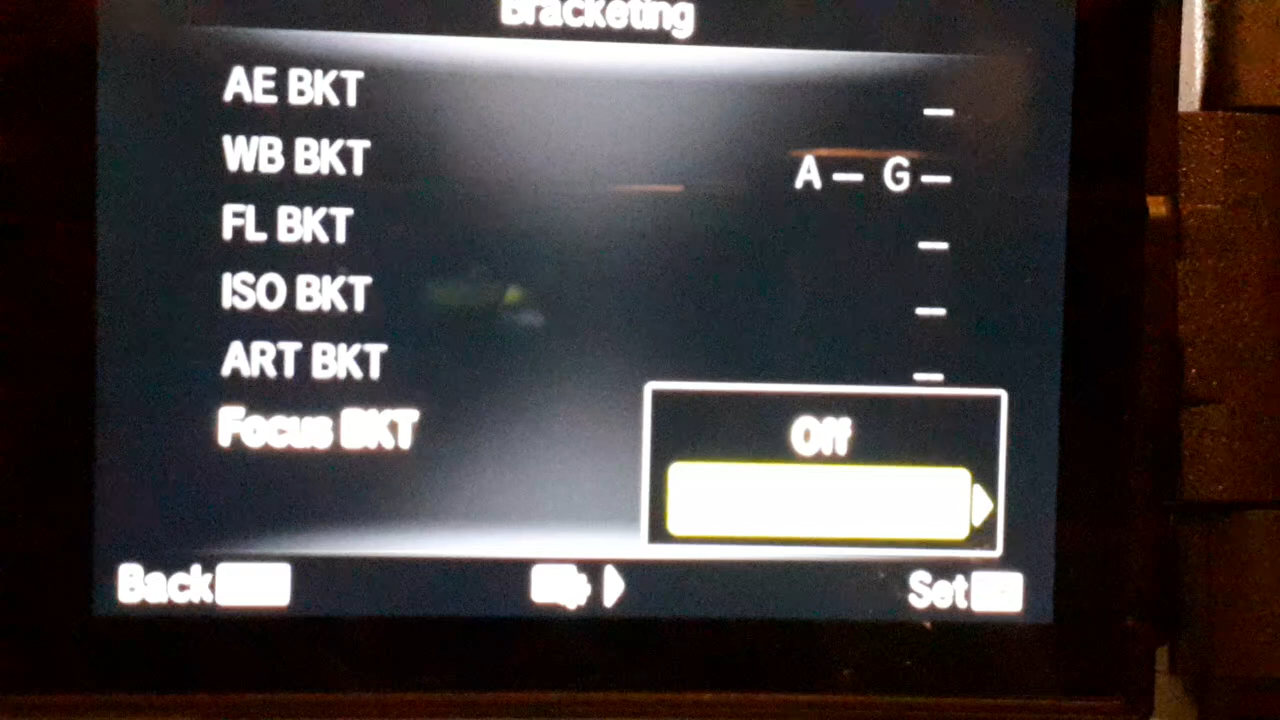 Bracketing
AE BKT –
WB BKT A – G –
FL BKT –
ISO BKT –
ART BKT –
Focus BKT
Off
Back
Set